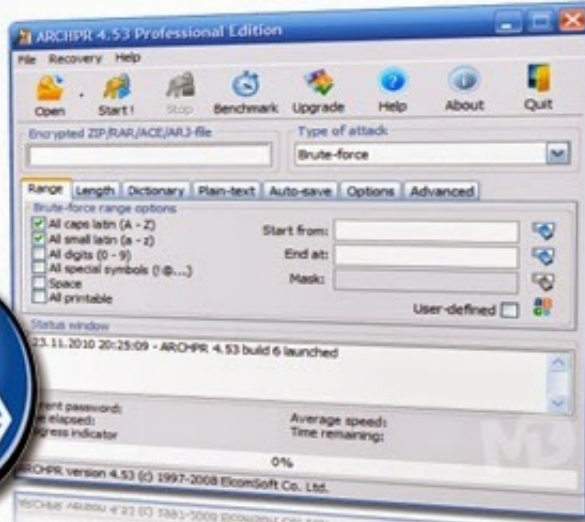 ARCHPR 4.53 Professional Edition
File Recovery Help
Open Start! Stop Benchmark Upgrade Help About Quit
Encrypted ZIP/RAR/ACE/ARJ-file
Type of attack
Brute-force
Range Length Dictionary Plain-text Auto-save Options Advanced
Brute-force range options
All caps latin (A - Z)
All small latin (a - z)
All digits (0 - 9)
All special symbols (!@...)
Space
All printable
Start from:
End at:
Mask:
User-defined
Status window
23.11.2010 20:25:09 - ARCHPR 4.53 build 6 launched
password:
elapsed:
indicator
Average speed:
Time remaining:
0%
ARCHPR version 4.53 (c) 1997-2008 ElcomSoft Co. Ltd.